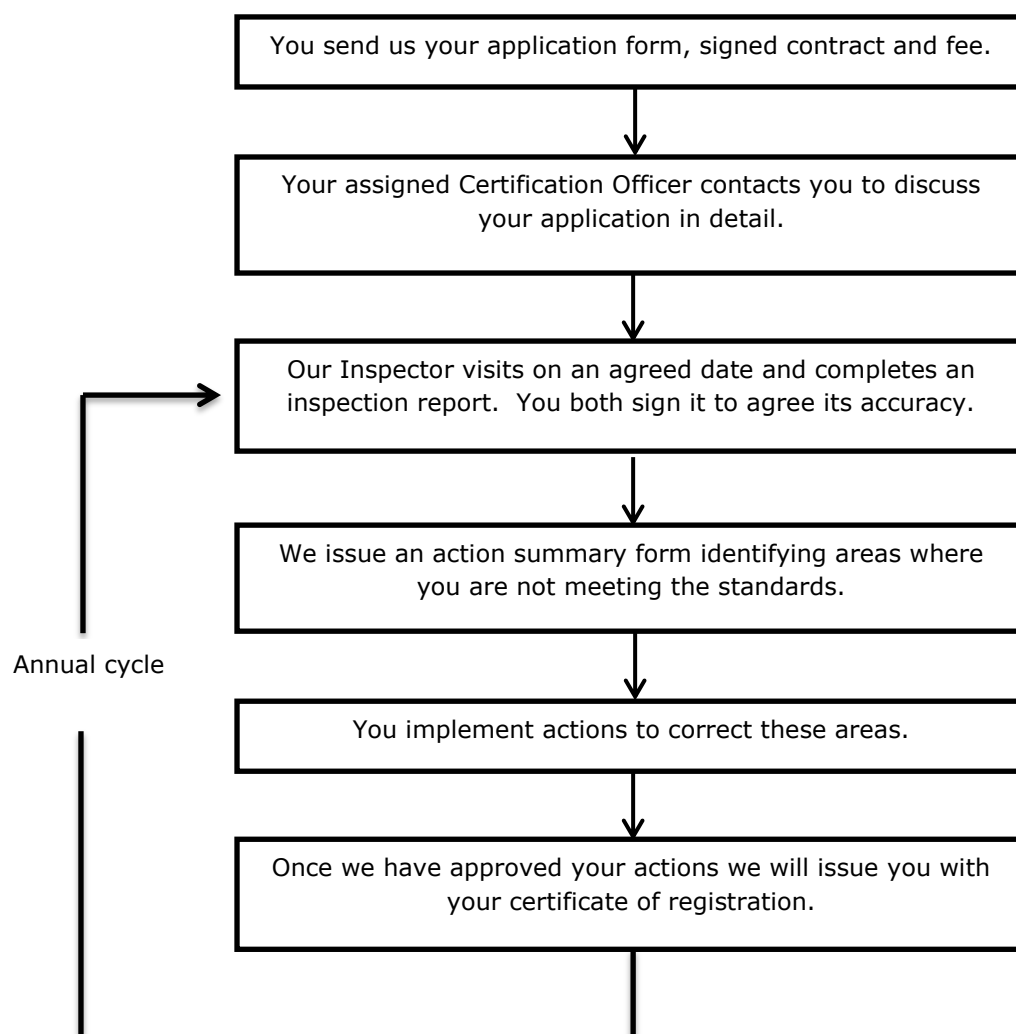 You send us your application form, signed contract and fee.
Your assigned Certification Officer contacts you to discuss
your application in detail.
Our Inspector visits on an agreed date and completes an
inspection report.  You both sign it to agree its accuracy.
We issue an action summary form identifying areas where
you are not meeting the standards.
Annual cycle
You implement actions to correct these areas.
Once we have approved your actions we will issue you with
your certificate of registration.